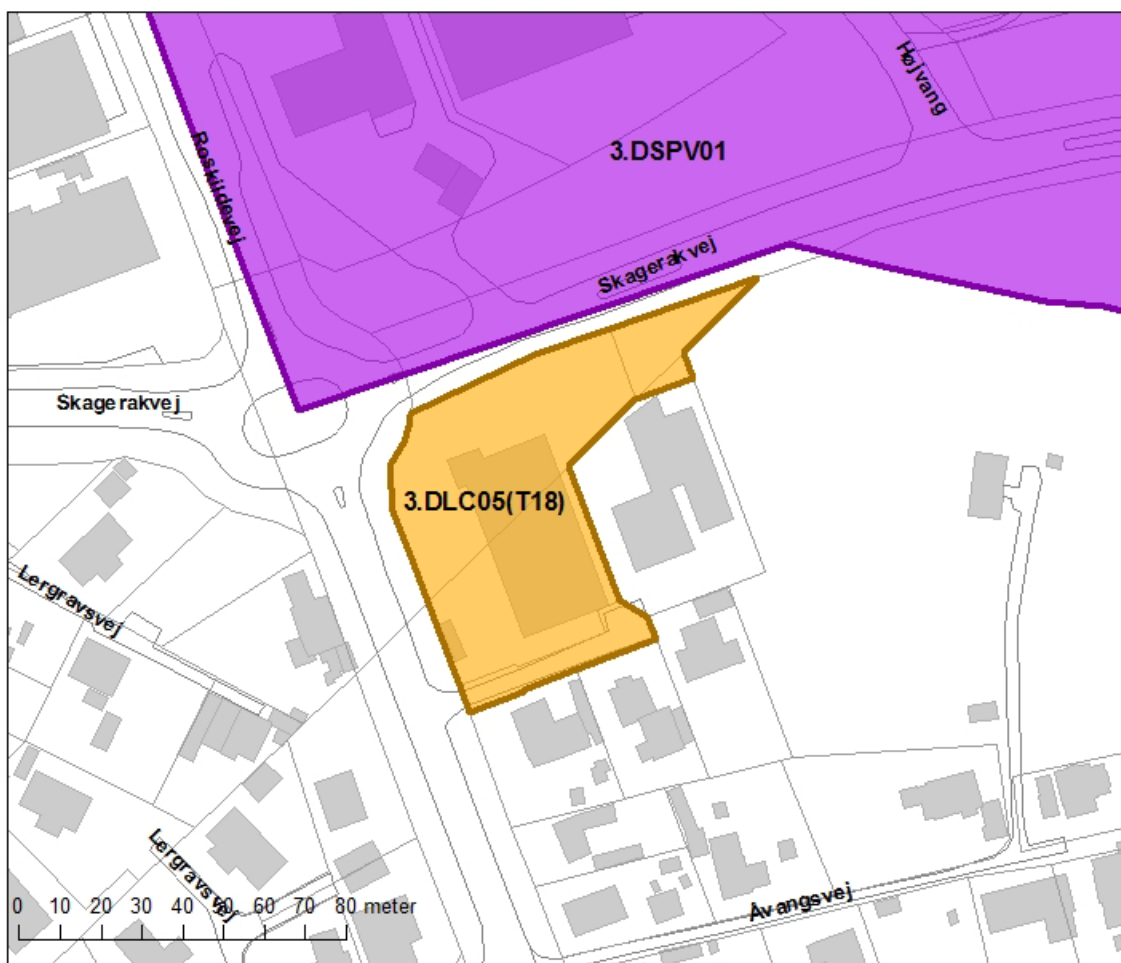 Højvang
Roskildevej
3.DSPV01
Skagerakvej
Skagerakvej
3.DLC05(T18)
Lergravsvej
Lergravsvej
Avangsvej
0 10 20 30 40 50 60 70 80 meter